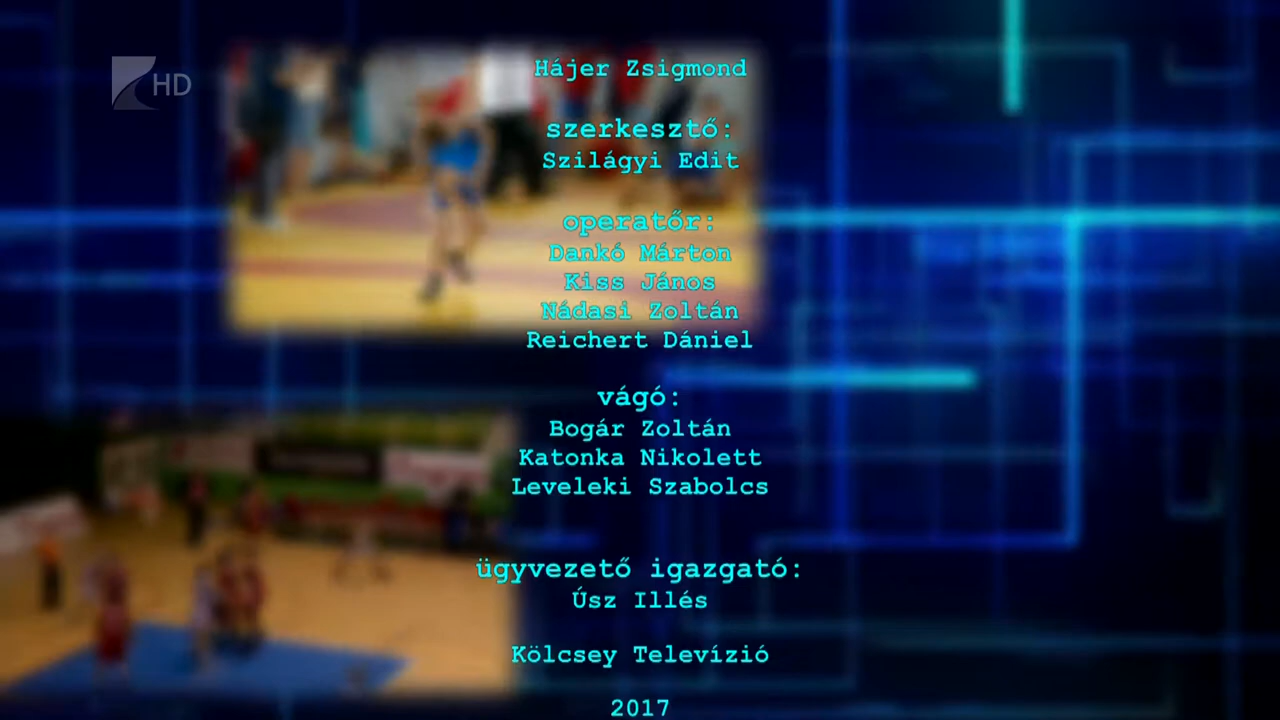 HD
Hájer Zsigmond
szerkesztő:
Szilágyi Edit
operatőr:
Dankó Márton
Kiss János
Nádasi Zoltán
Reichert Dániel
vágó:
Bogár Zoltán
Katonka Nikolett
Leveleki Szabolcs
ügyvezető igazgató:
Úsz Illés
Kölcsey Televízió
2017